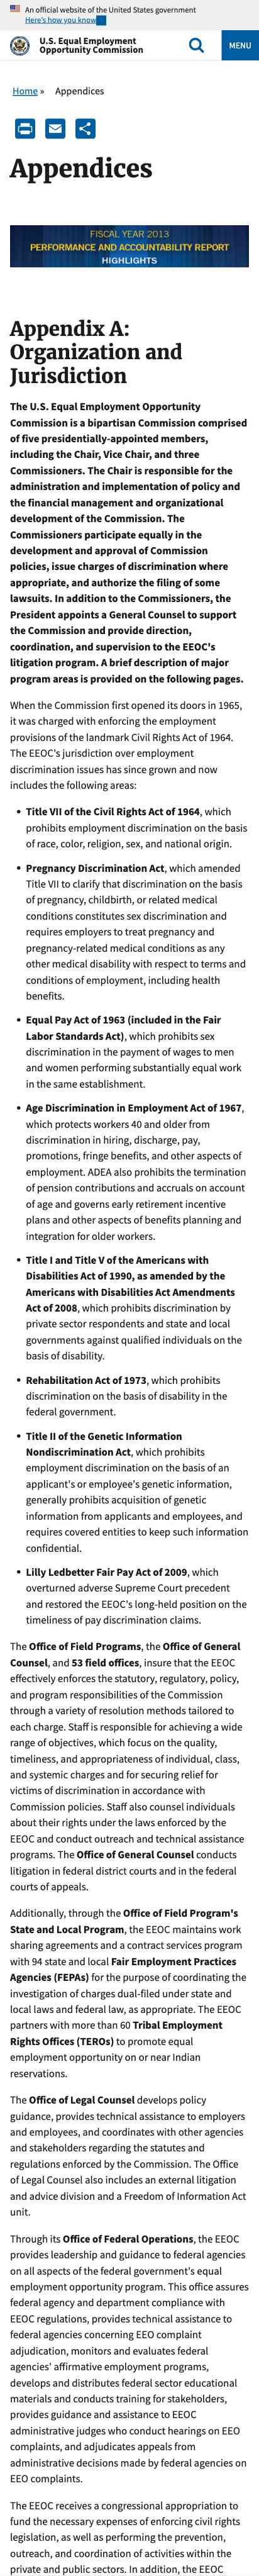 An official website of the United States government
Here's how you know
U.S. Equal Employment
Opportunity Commission
MENU
Home » Appendices
Appendices
FISCAL YEAR 2013
PERFORMANCE AND ACCOUNTABILITY REPORT
HIGHLIGHTS
Appendix A:
Organization and
Jurisdiction
The U.S. Equal Employment Opportunity
Commission is a bipartisan Commission comprised
of five presidentially-appointed members,
including the Chair, Vice Chair, and three
Commissioners. The Chair is responsible for the
administration and implementation of policy and
the financial management and organizational
development of the Commission. The
Commissioners participate equally in the
development and approval of Commission
policies, issue charges of discrimination where
appropriate, and authorize the filing of some
lawsuits. In addition to the Commissioners, the
President appoints a General Counsel to support
the Commission and provide direction,
coordination, and supervision to the EEOC's
litigation program. A brief description of major
program areas is provided on the following pages.
When the Commission first opened its doors in 1965,
it was charged with enforcing the employment
provisions of the landmark Civil Rights Act of 1964.
The EEOC's jurisdiction over employment
discrimination issues has since grown and now
includes the following areas:
• Title VII of the Civil Rights Act of 1964, which
prohibits employment discrimination on the basis
of race, color, religion, sex, and national origin.
• Pregnancy Discrimination Act, which amended
Title VII to clarify that discrimination on the basis
of pregnancy, childbirth, or related medical
conditions constitutes sex discrimination and
requires employers to treat pregnancy and
pregnancy-related medical conditions as any
other medical disability with respect to terms and
conditions of employment, including health
benefits.
• Equal Pay Act of 1963 (included in the Fair
Labor Standards Act), which prohibits sex
discrimination in the payment of wages to men
and women performing substantially equal work
in the same establishment.
• Age Discrimination in Employment Act of 1967,
which protects workers 40 and older from
discrimination in hiring, discharge, pay,
promotions, fringe benefits, and other aspects of
employment. ADEA also prohibits the termination
of pension contributions and accruals on account
of age and governs early retirement incentive
plans and other aspects of benefits planning and
integration for older workers.
• Title I and Title V of the Americans with
Disabilities Act of 1990, as amended by the
Americans with Disabilities Act Amendments
Act of 2008, which prohibits discrimination by
private sector respondents and state and local
governments against qualified individuals on the
basis of disability.
• Rehabilitation Act of 1973, which prohibits
discrimination on the basis of disability in the
federal government.
• Title II of the Genetic Information
Nondiscrimination Act, which prohibits
employment discrimination on the basis of an
applicant's or employee's genetic information,
generally prohibits acquisition of genetic
information from applicants and employees, and
requires covered entities to keep such information
confidential.
• Lilly Ledbetter Fair Pay Act of 2009, which
overturned adverse Supreme Court precedent
and restored the EEOC's long-held position on the
timeliness of pay discrimination claims.
The Office of Field Programs, the Office of General
Counsel, and 53 field offices, insure that the EEOC
effectively enforces the statutory, regulatory, policy,
and program responsibilities of the Commission
through a variety of resolution methods tailored to
each charge. Staff is responsible for achieving a wide
range of objectives, which focus on the quality,
timeliness, and appropriateness of individual, class,
and systemic charges and for securing relief for
victims of discrimination in accordance with
Commission policies. Staff also counsel individuals
about their rights under the laws enforced by the
EEOC and conduct outreach and technical assistance
programs. The Office of General Counsel conducts
litigation in federal district courts and in the federal
courts of appeals.
Additionally, through the Office of Field Program's
State and Local Program, the EEOC maintains work
sharing agreements and a contract services program
with 94 state and local Fair Employment Practices
Agencies (FEPAs) for the purpose of coordinating the
investigation of charges dual-filed under state and
local laws and federal law, as appropriate. The EEOC
partners with more than 60 Tribal Employment
Rights Offices (TEROs) to promote equal
employment opportunity on or near Indian
reservations.
The Office of Legal Counsel develops policy
guidance, provides technical assistance to employers
and employees, and coordinates with other agencies
and stakeholders regarding the statutes and
regulations enforced by the Commission. The Office
of Legal Counsel also includes an external litigation
and advice division and a Freedom of Information Act
unit.
Through its Office of Federal Operations, the EEOC
provides leadership and guidance to federal agencies
on all aspects of the federal government's equal
employment opportunity program. This office assures
federal agency and department compliance with
EEOC regulations, provides technical assistance to
federal agencies concerning EEO complaint
adjudication, monitors and evaluates federal
agencies' affirmative employment programs,
develops and distributes federal sector educational
materials and conducts training for stakeholders,
provides guidance and assistance to EEOC
administrative judges who conduct hearings on EEO
complaints, and adjudicates appeals from
administrative decisions made by federal agencies on
EEO complaints.
The EEOC receives a congressional appropriation to
fund the necessary expenses of enforcing civil rights
legislation, as well as performing the prevention,
outreach, and coordination of activities within the
private and public sectors. In addition, the EEOC